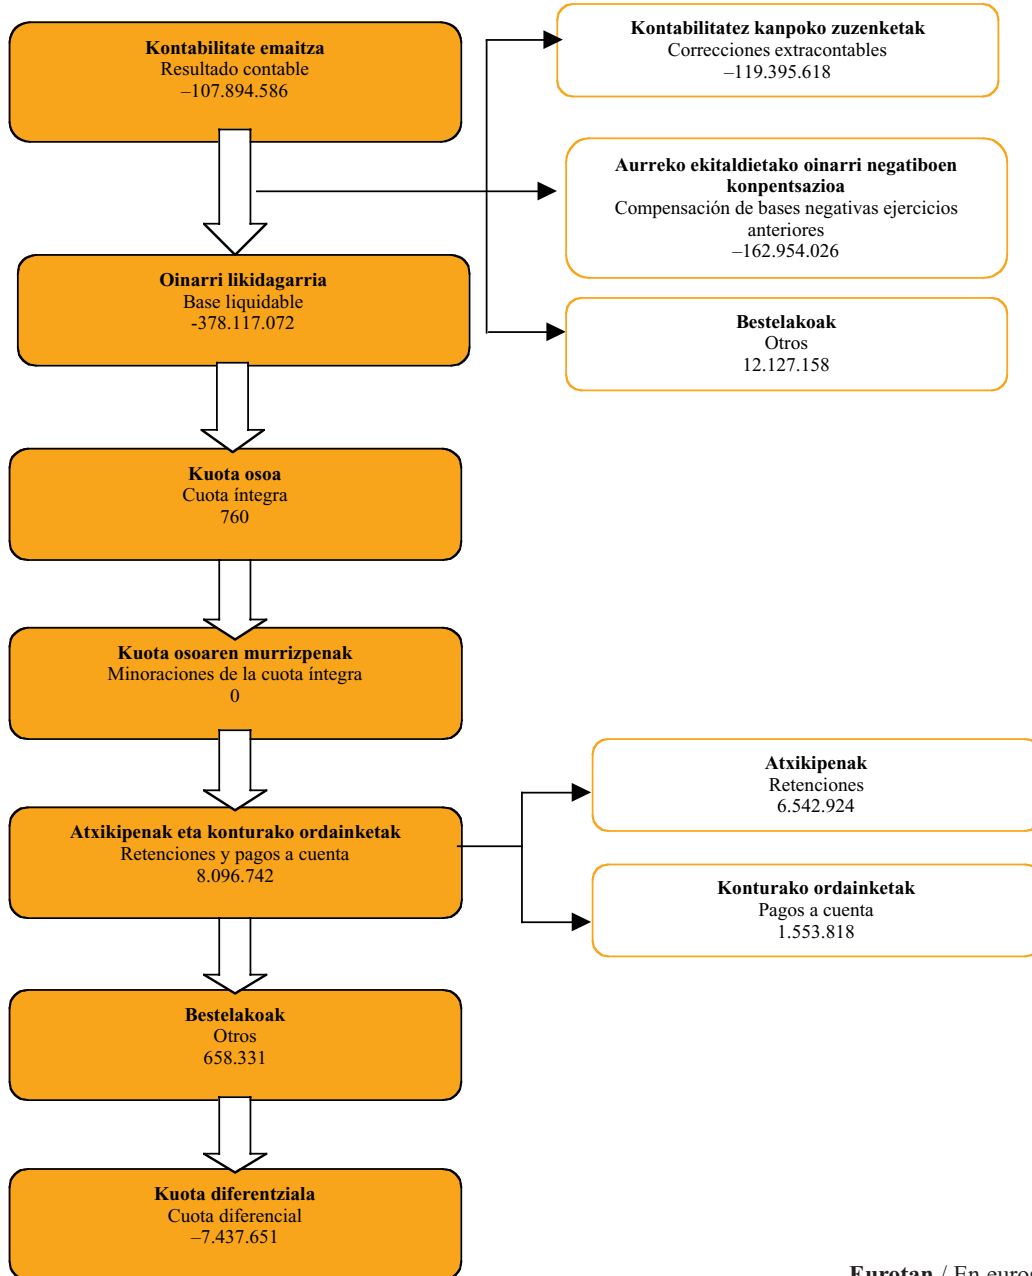 Kontabilitate emaitza
Resultado contable
–107.894.586
Kontabilitatez kanpoko zuzenketak
Correcciones extracontables
–119.395.618
Aurreko ekitaldietako oinarri negatiboen
konpentsazioa
Compensación de bases negativas ejercicios
anteriores
–162.954.026
Oinarri likidagarria
Base liquidable
-378.117.072
Bestelakoak
Otros
12.127.158
Kuota osoa
Cuota íntegra
760
Kuota osoaren murrizpenak
Minoraciones de la cuota íntegra
0
Atxikipenak eta konturako ordainketak
Retenciones y pagos a cuenta
8.096.742
Atxikipenak
Retenciones
6.542.924
Konturako ordainketak
Pagos a cuenta
1.553.818
Bestelakoak
Otros
658.331
Kuota diferentziala
Cuota diferencial
–7.437.651
Eurotan / En euros